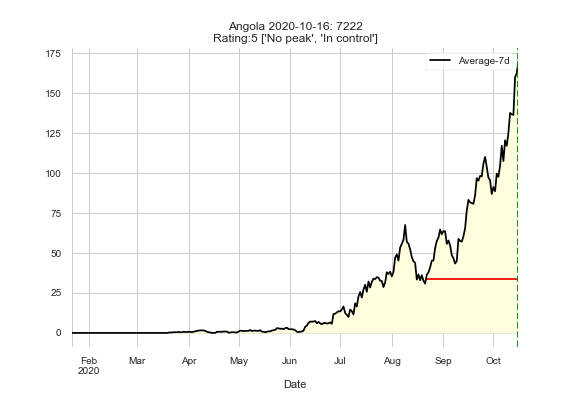 Angola 2020-10-16: 7222
Rating:5 ['No peak', 'In control']
175
Average-7d
150
125
100
75
50
25
0
Feb Mar Apr May Jun Jul Aug Sep Oct
2020
Date